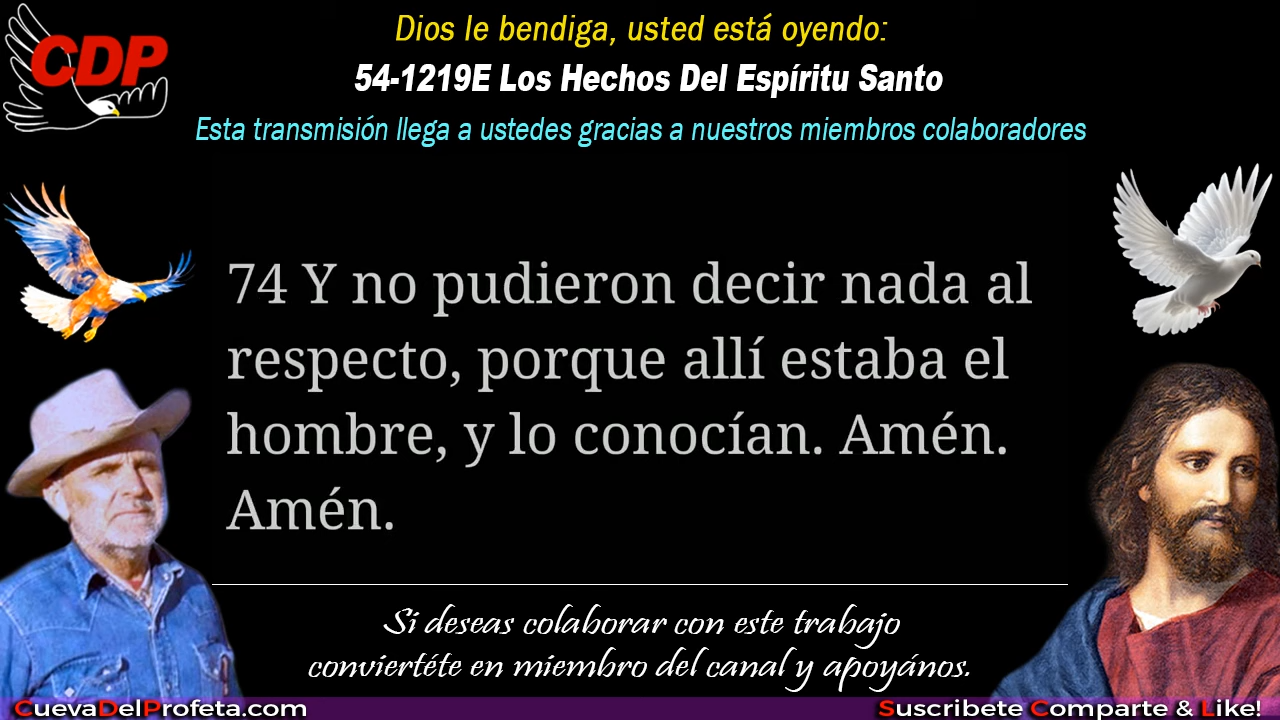 CDP
Dios le bendiga, usted está oyendo:
54-1219E Los Hechos Del Espíritu Santo
Esta transmisión llega a ustedes gracias a nuestros miembros colaboradores
74 Y no pudieron decir nada al
respecto, porque allí estaba el
hombre, y lo conocían. Amén.
Amén.
Si deseas colaborar con este trabajo
conviertéte en miembro del canal y apoyános.
CuevaDelProfeta.com
Suscribete Comparte & Like!